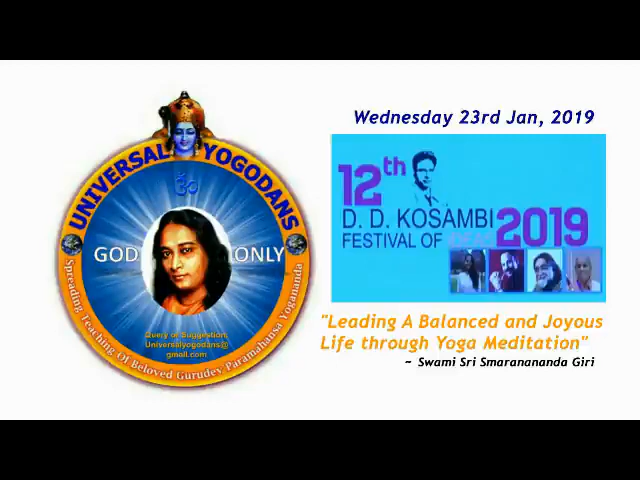 UNIVERSAL YOGODANS
GOD ONLY
Query or Suggestion,
Universalyogodans@
gmail.com
Spreading Teaching Of Beloved Gurudev Paramahansa Yogananda
Wednesday 23rd Jan, 2019
12th
D. D. KOSAMBI
FESTIVAL OF
2019
"Leading A Balanced and Joyous
Life through Yoga Meditation"
~ Swami Sri Smaranananda Giri